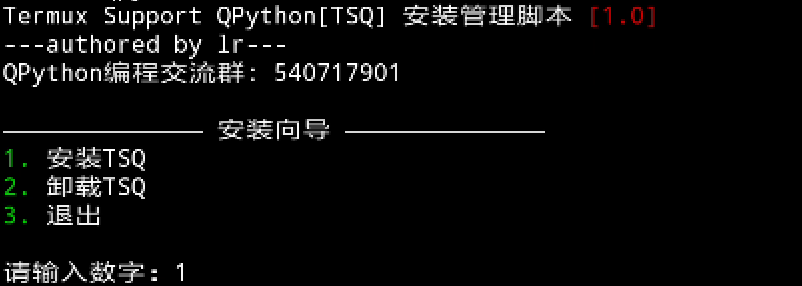 Termux Support QPython[TSQ] 安装管理脚本 [1.0]
---authored by lr---
QPython编程交流群: 540717901
安装向导
1. 安装TSQ
2. 卸载TSQ
3. 退出
请输入数字: 1